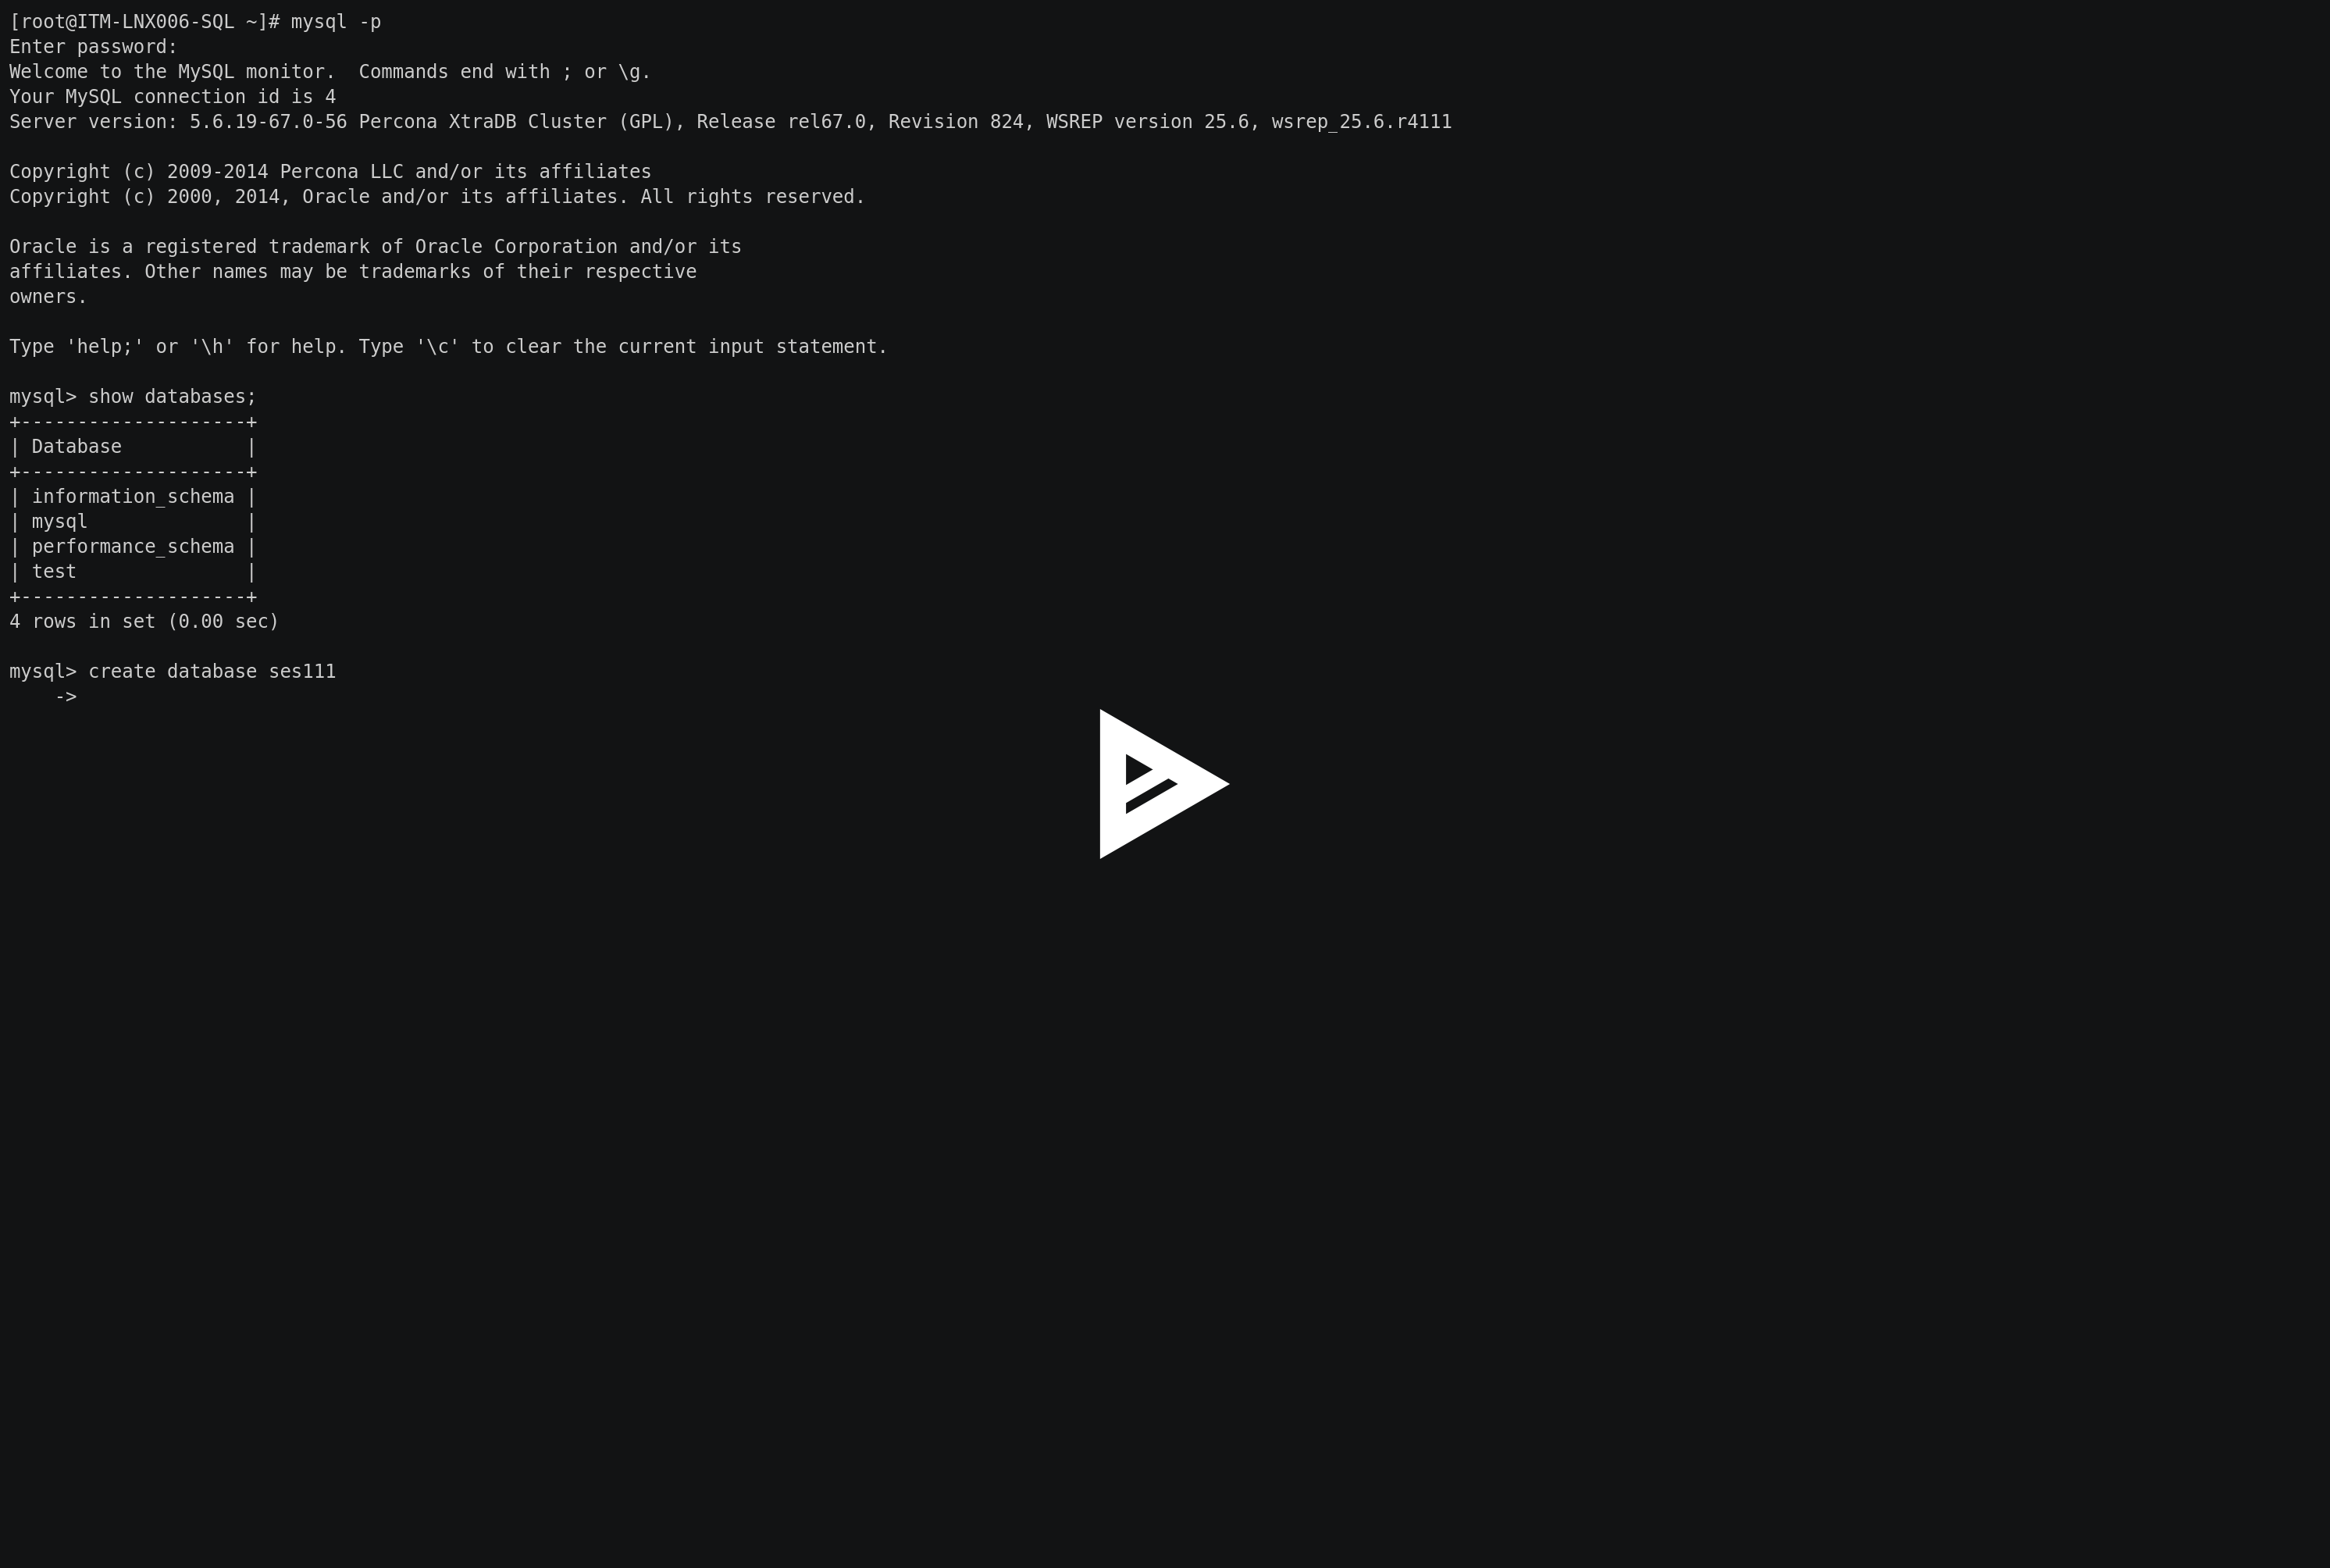 [root@ITM-LNX006-SQL ~]# mysql -p
Enter password:
Welcome to the MySQL monitor.  Commands end with ; or \g.
Your MySQL connection id is 4
Server version: 5.6.19-67.0-56 Percona XtraDB Cluster (GPL), Release rel67.0, Revision 824, WSREP version 25.6, wsrep_25.6.r4111

Copyright (c) 2009-2014 Percona LLC and/or its affiliates
Copyright (c) 2000, 2014, Oracle and/or its affiliates. All rights reserved.

Oracle is a registered trademark of Oracle Corporation and/or its
affiliates. Other names may be trademarks of their respective
owners.

Type 'help;' or '\h' for help. Type '\c' to clear the current input statement.

mysql> show databases;
+--------------------+
| Database           |
+--------------------+
| information_schema |
| mysql              |
| performance_schema |
| test               |
+--------------------+
4 rows in set (0.00 sec)

mysql> create database ses111
    ->